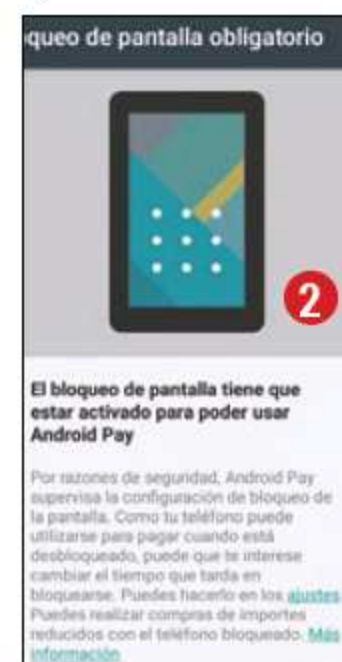 queo de pantalla obligatorio
2
El bloqueo de pantalla tiene que
estar activado para poder usar
Android Pay
Por razones de seguridad, Android Pay
supervisa la configuración de bloqueo de
la pantalla. Como tu teléfono puede
utilizarse para pagar cuando está
desbloqueado, puede que te interese
cambiar el tiempo que tarda en
bloquearse. Puedes hacerlo en los ajustes.
Puedes realizar compras de importes
reducidos con el teléfono bloqueado. Más
información